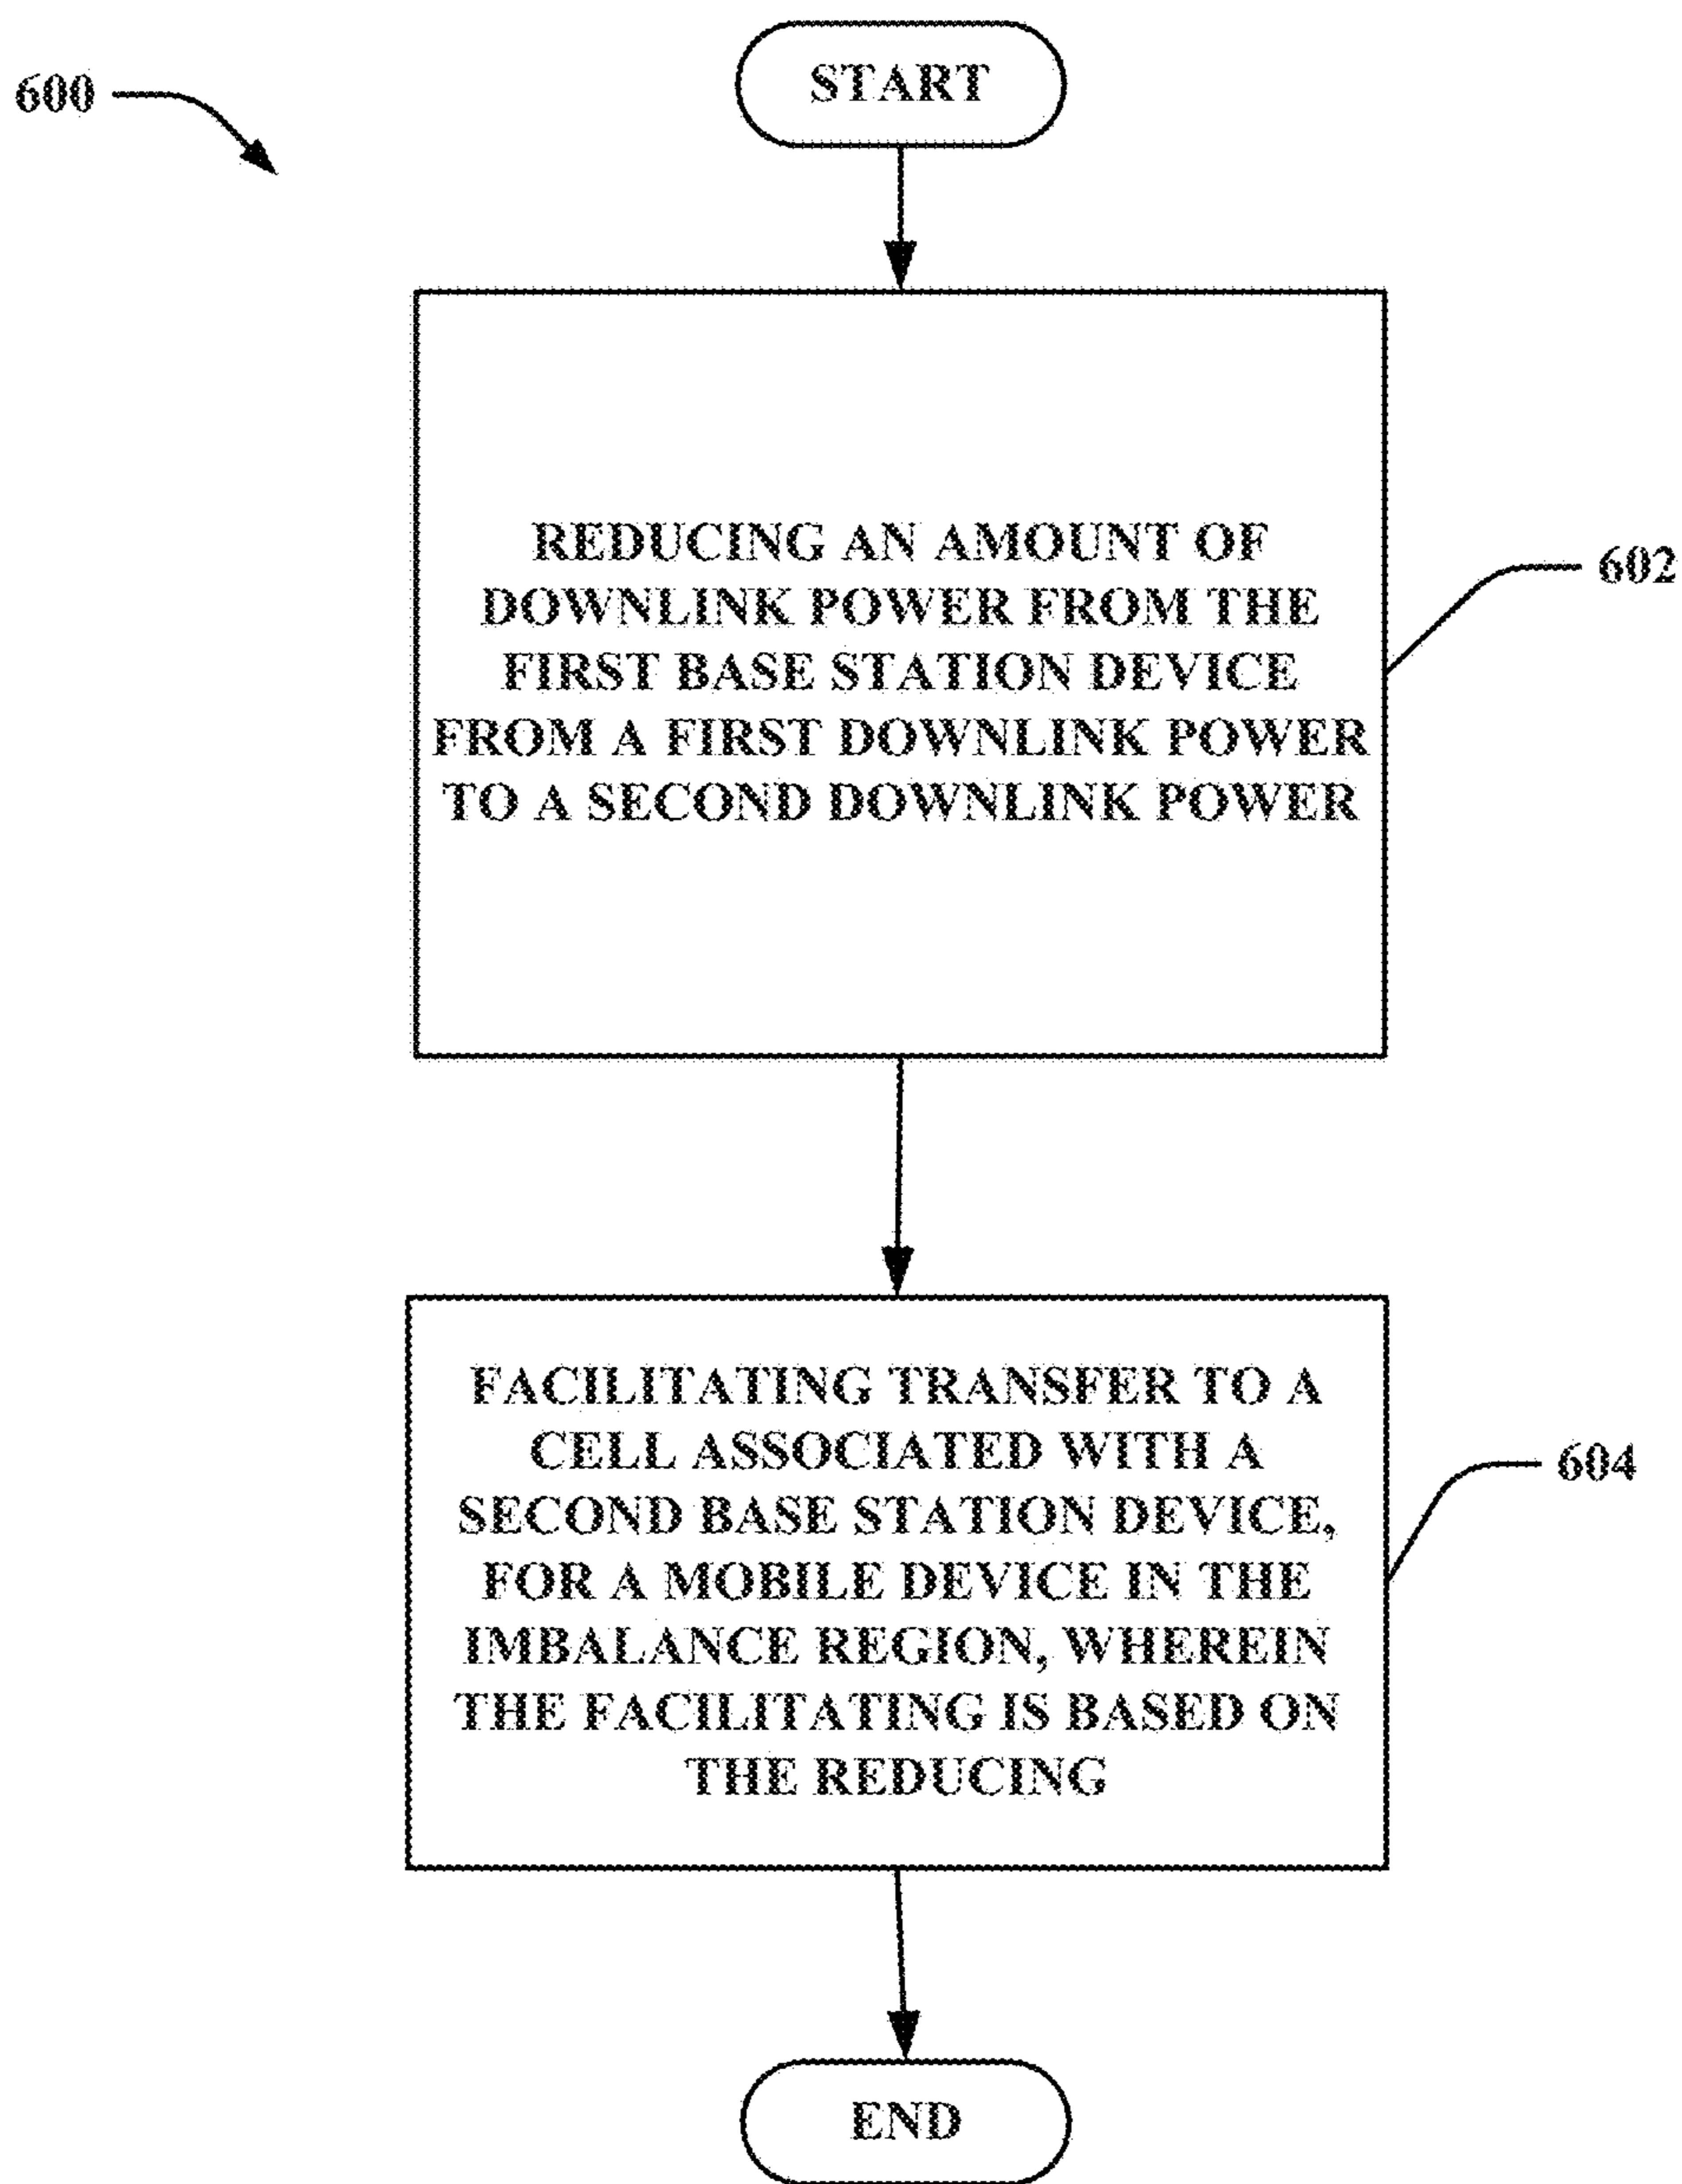 600
START
REDUCING AN AMOUNT OF
DOWNLINK POWER FROM THE
FIRST BASE STATION DEVICE
FROM A FIRST DOWNLINK POWER
TO A SECOND DOWNLINK POWER
602
FACILITATING TRANSFER TO A
CELL ASSOCIATED WITH A
SECOND BASE STATION DEVICE,
FOR A MOBILE DEVICE IN THE
IMBALANCE REGION, WHEREIN
THE FACILITATING IS BASED ON
THE REDUCING
604
END